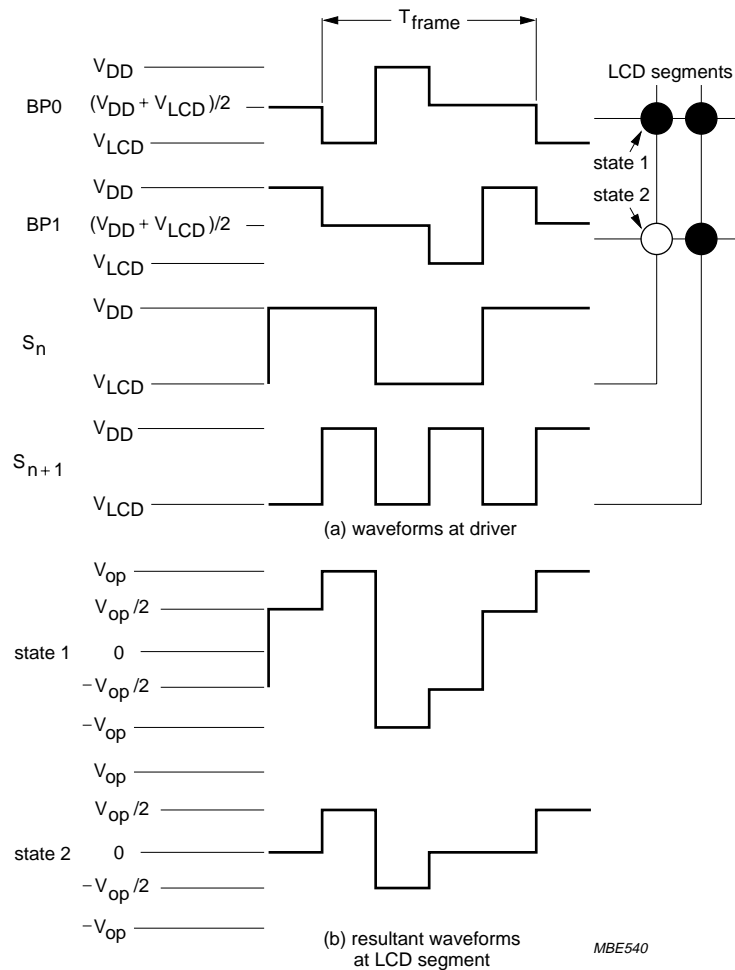 T frame
V DD
LCD segments
BP0 (V DD + V LCD )/2
V LCD
state 1
V DD
state 2
BP1 (V DD + V LCD )/2
V LCD
V DD
S n
V LCD
V DD
S n + 1
V LCD
(a) waveforms at driver
V op
V op /2
state 1 0
−V op /2
−V op
V op
V op /2
state 2 0
−V op /2
−V op
(b) resultant waveforms
at LCD segment
MBE540